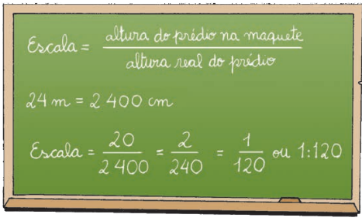 Escala = altura do prédio na maquete / altura real do prédio
24 m = 2 400 cm
Escala = 20/2 400 = 2/240 = 1/120 ou 1:120